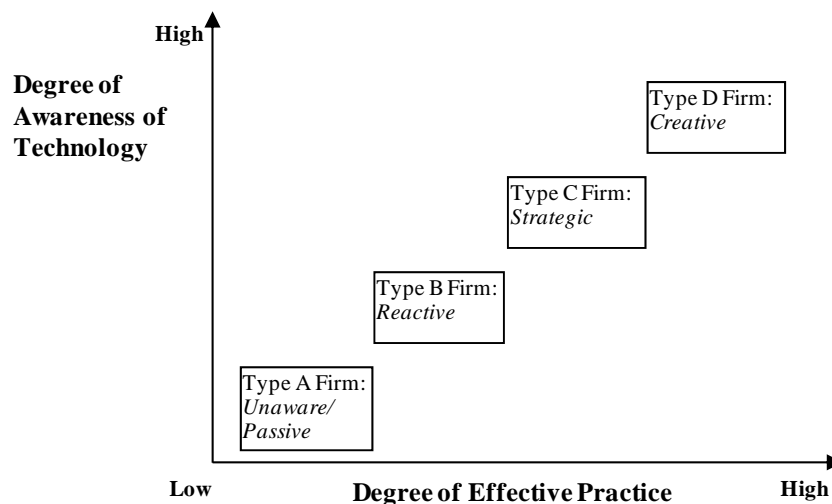 High
Degree of
Awareness of
Technology
Type D Firm:
Creative
Type C Firm:
Strategic
Type B Firm:
Reactive
Type A Firm:
Unaware/
Passive
Low
Degree of Effective Practice
High